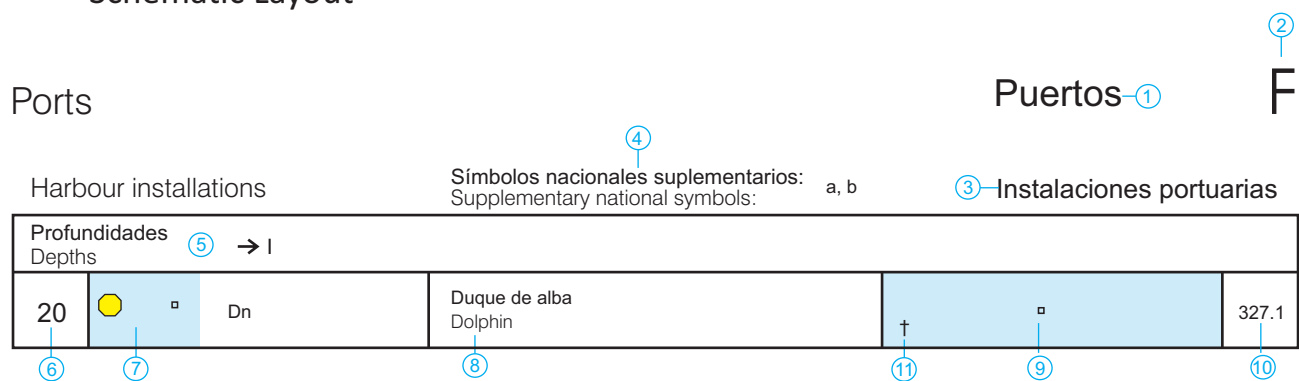 Schematic Layout
2
Ports
Puertos 1
F
4
Harbour installations
Símbolos nacionales suplementarios:
Supplementary national symbols:
a, b
3 Instalaciones portuarias
Profundidades
Depths
5 → I
20
Dn
Duque de alba
Dolphin
†
327.1
6 7 8 11 9 10